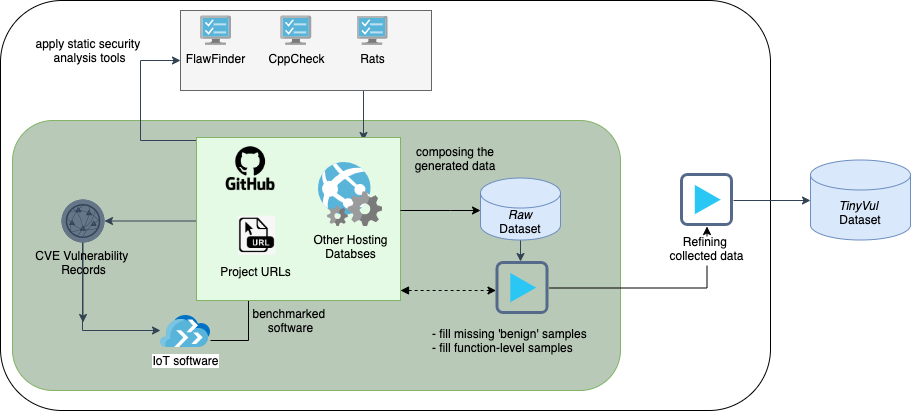 apply static security
analysis tools
FlawFinder
CppCheck
Rats
GitHub
URL
Project URLs
Other Hosting
Databses
composing the
generated data
Raw
Dataset
CVE Vulnerability
Records
IoT software
benchmarked
software
- fill missing 'benign' samples
- fill function-level samples
Refining
collected data
TinyVul
Dataset